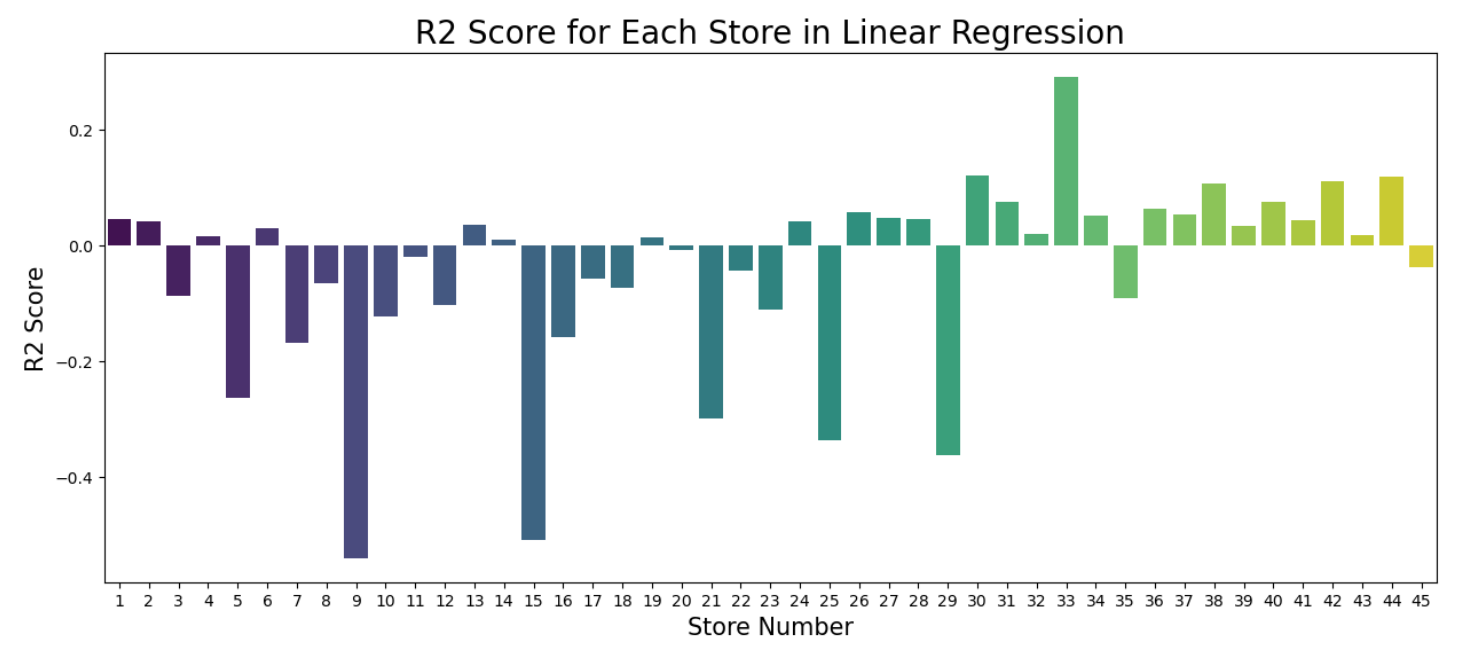 R2 Score for Each Store in Linear Regression
R2 Score
0.2
0.0
−0.2
−0.4
1 2 3 4 5 6 7 8 9 10 11 12 13 14 15 16 17 18 19 20 21 22 23 24 25 26 27 28 29 30 31 32 33 34 35 36 37 38 39 40 41 42 43 44 45
Store Number